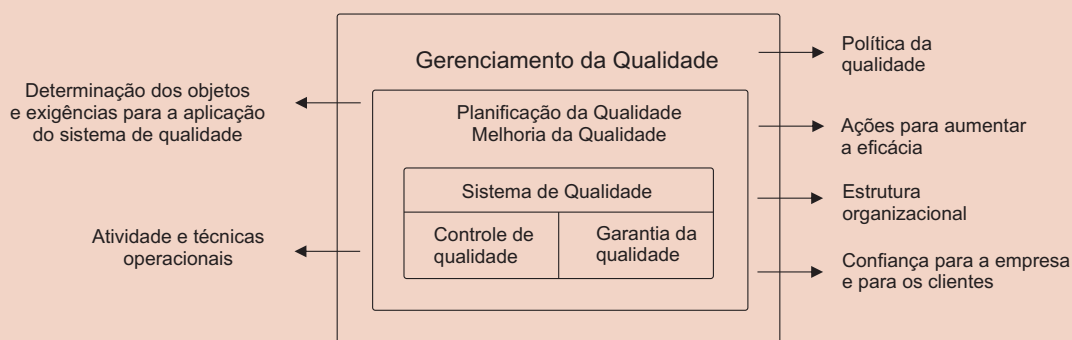 Gerenciamento da Qualidade
Política da
qualidade
Determinação dos objetos
e exigências para a aplicação
do sistema de qualidade
Planificação da Qualidade
Melhoria da Qualidade
Ações para aumentar
a eficácia
Sistema de Qualidade
Estrutura
organizacional
Atividade e técnicas
operacionais
Controle de
qualidade
Garantia da
qualidade
Confiança para a empresa
e para os clientes